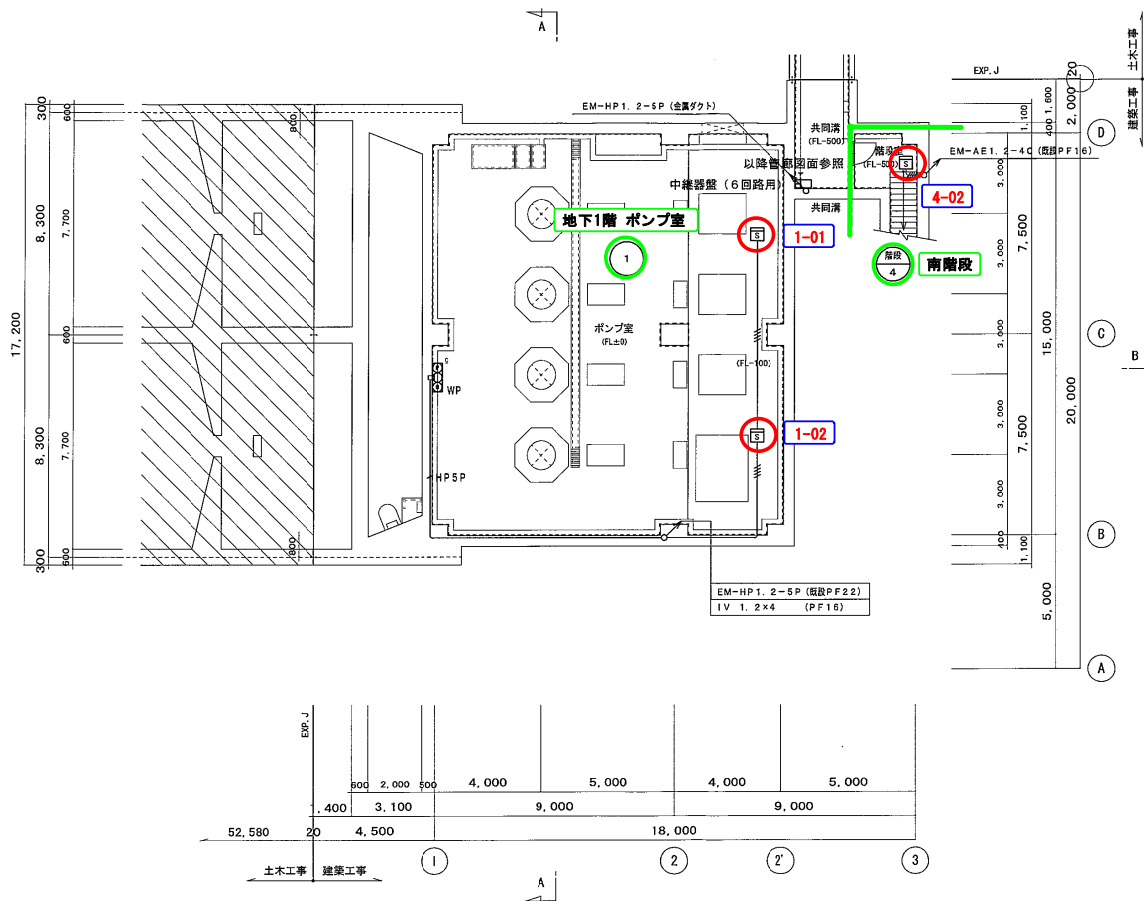 A
土木工事
建築工事
EXP.J
20
EM-HP1.2-5P (金属ダクト)
300
600
800
共同溝
(FL-500)
1,100
400
1,600
2,000
D
階段室
(FL-500)
EM-AE1.2-4C (既設PF16)
以降管廊図面参照
中継器盤（6回路用）
S
4-02
3,000
共同溝
地下1階 ポンプ室
1
S
1-01
階段
4
南階段
8,300
7,700
7,500
3,000
17,200
600
ポンプ室
(FL±0)
(FL-100)
15,000
C
B
WP
3,000
20,000
S
1-02
8,300
7,700
3,000
7,500
HP5P
3,000
800
300
600
400
1,100
B
EM-HP1.2-5P (既設PF22)
IV 1.2×4 (PF16)
5,000
A
EXP.J
600
2,000
500
4,000
5,000
4,000
5,000
,400
3,100
9,000
9,000
52,580
20
4,500
18,000
1
2
2'
3
土木工事
建築工事
A